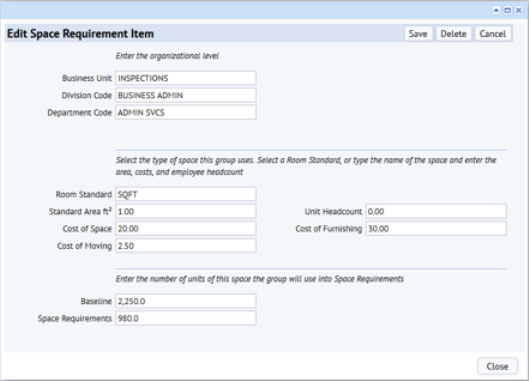 Edit Space Requirement Item
Save
Delete
Cancel
Enter the organizational level
Business Unit INSPECTIONS
Division Code BUSINESS ADMIN
Department Code ADMIN SVCS
Select the type of space this group uses. Select a Room Standard, or type the name of the space and enter the
area, costs, and employee headcount
Room Standard SQFT
Standard Area ft² 1.00 Unit Headcount 0.00
Cost of Space 20.00 Cost of Furnishing 30.00
Cost of Moving 2.50
Enter the number of units of this space the group will use into Space Requirements
Baseline 2,250.0
Space Requirements 980.0
Close